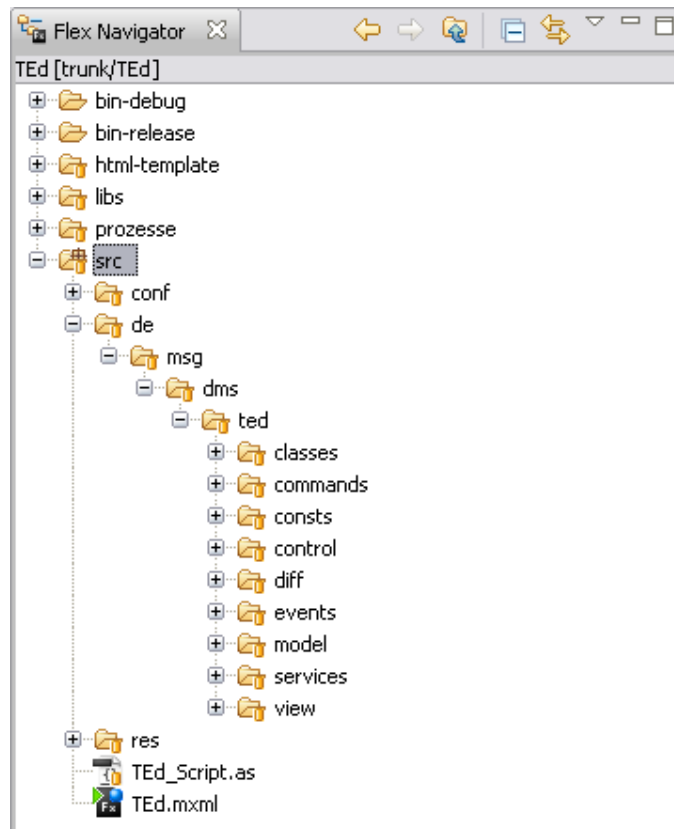 Flex Navigator
TEd [trunk/TEd]
bin-debug
bin-release
html-template
libs
prozesse
src
conf
de
msg
dms
ted
classes
commands
consts
control
diff
events
model
services
view
res
TEd_Script.as
Fx TEd.mxml